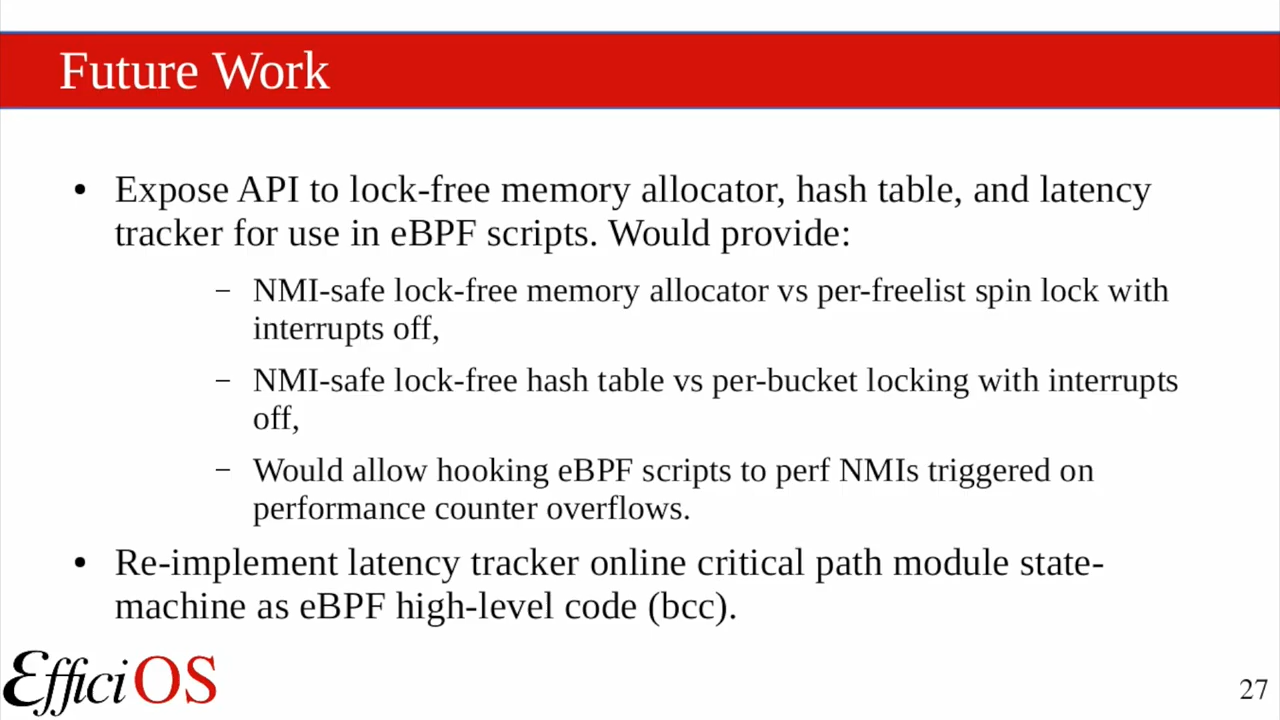 Future Work
• Expose API to lock-free memory allocator, hash table, and latency
tracker for use in eBPF scripts. Would provide:
– NMI-safe lock-free memory allocator vs per-freelist spin lock with
interrupts off,
– NMI-safe lock-free hash table vs per-bucket locking with interrupts
off,
– Would allow hooking eBPF scripts to perf NMIs triggered on
performance counter overflows.
• Re-implement latency tracker online critical path module state-
machine as eBPF high-level code (bcc).
EfficiOS
27